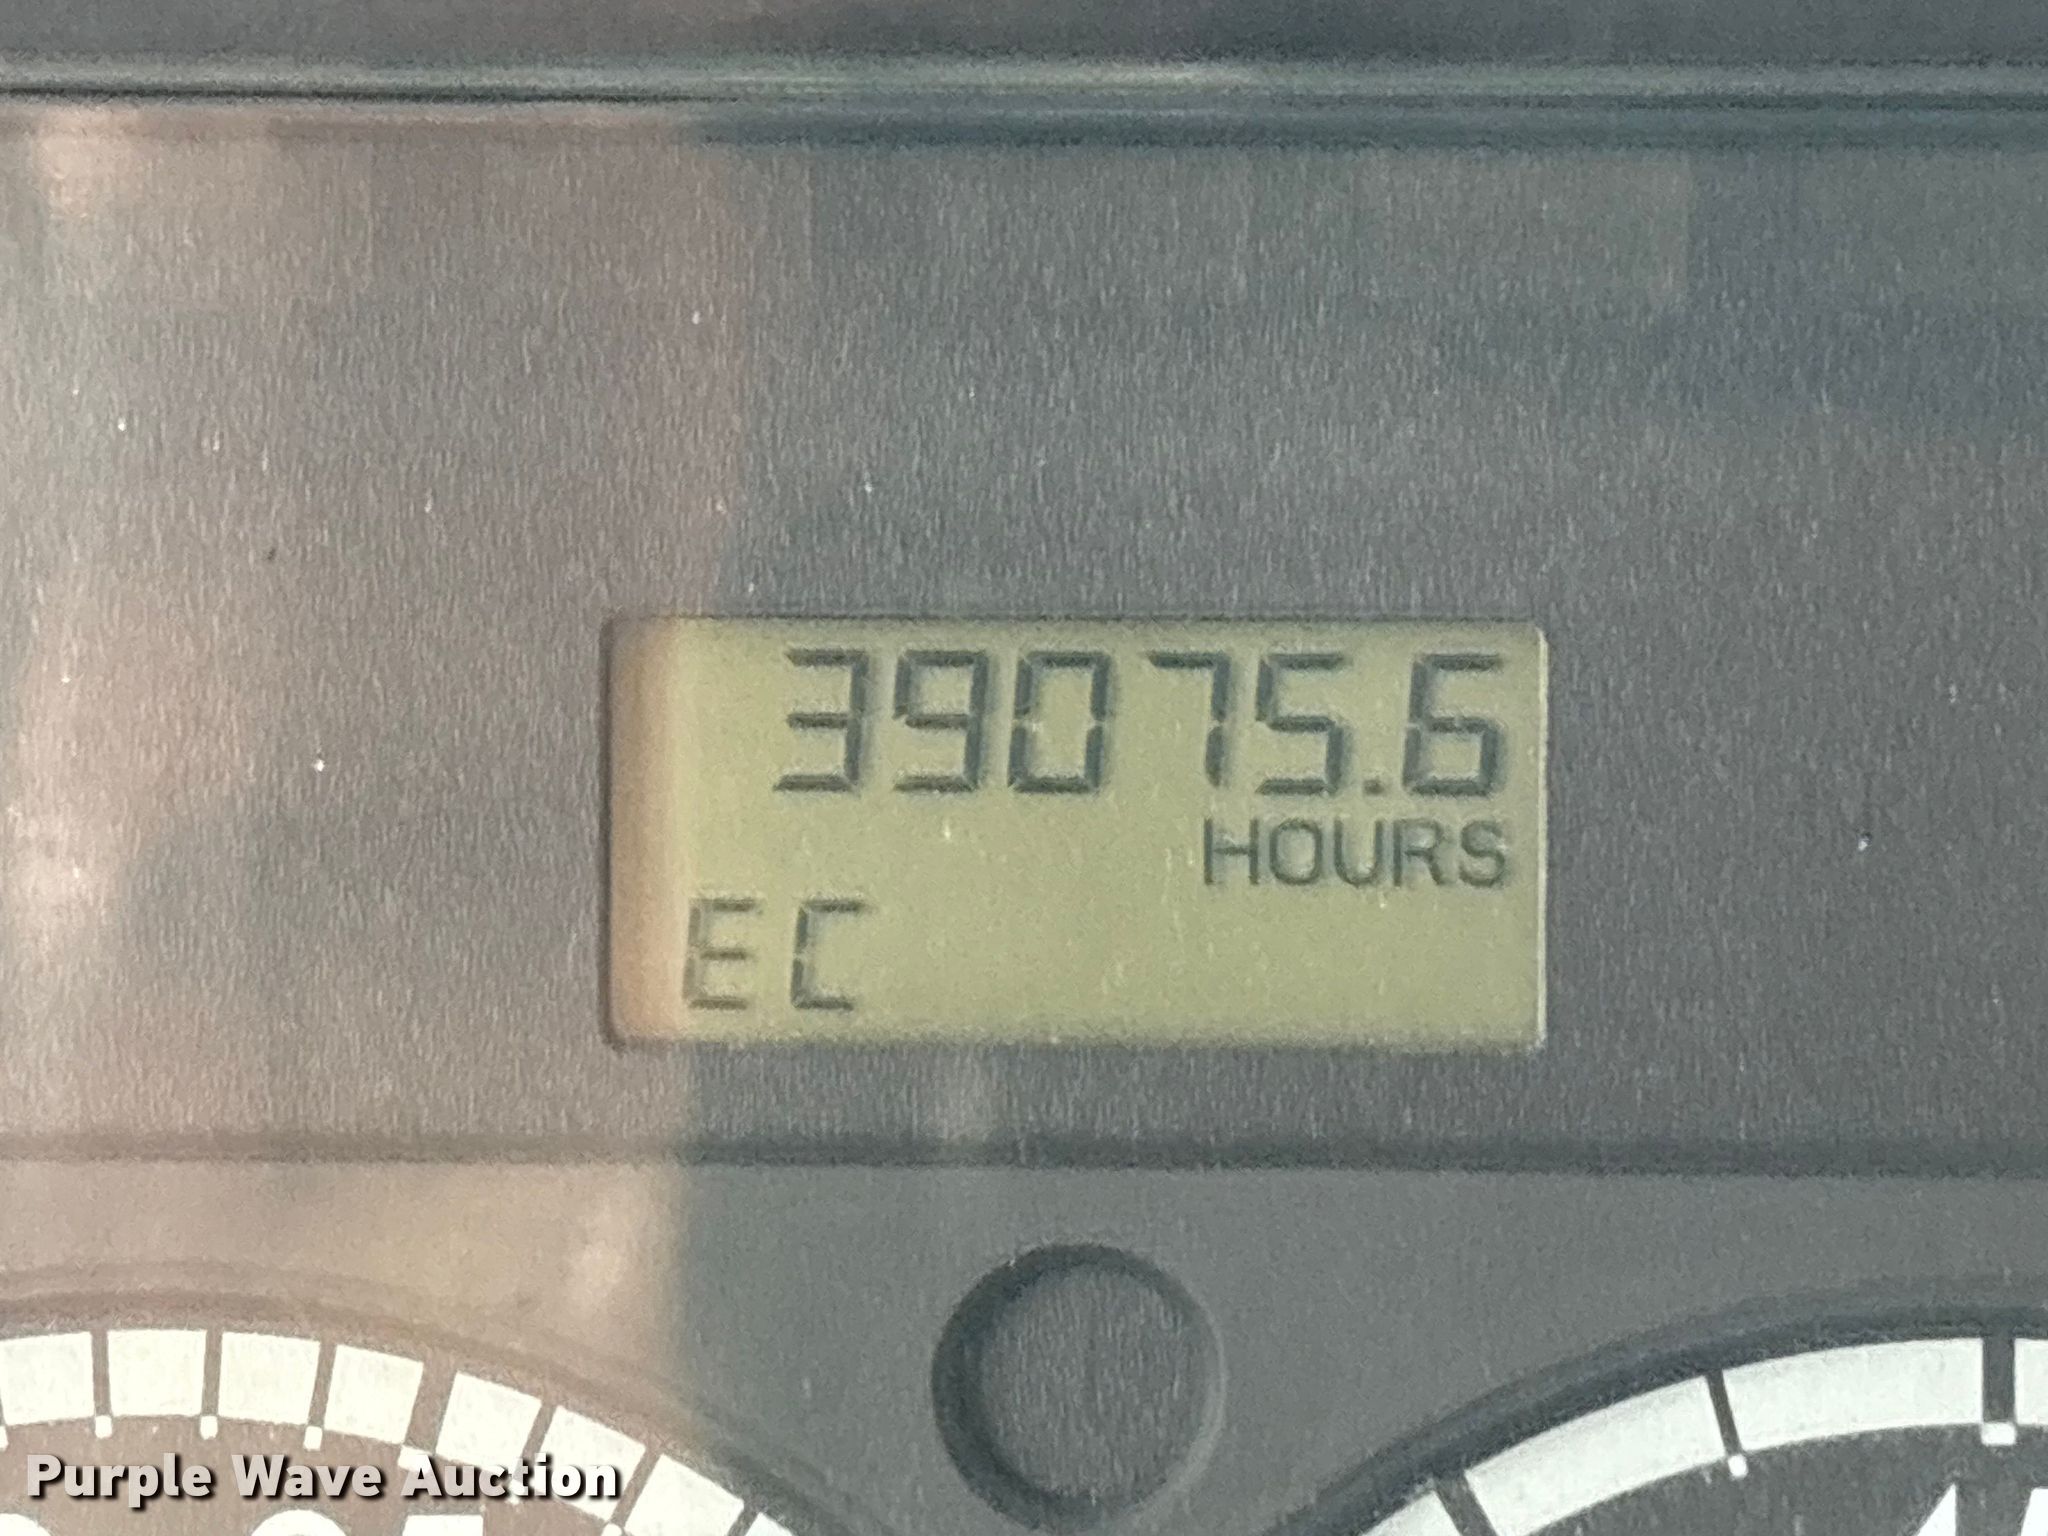 39075.6
HOURS
EC
Purple Wave Auction